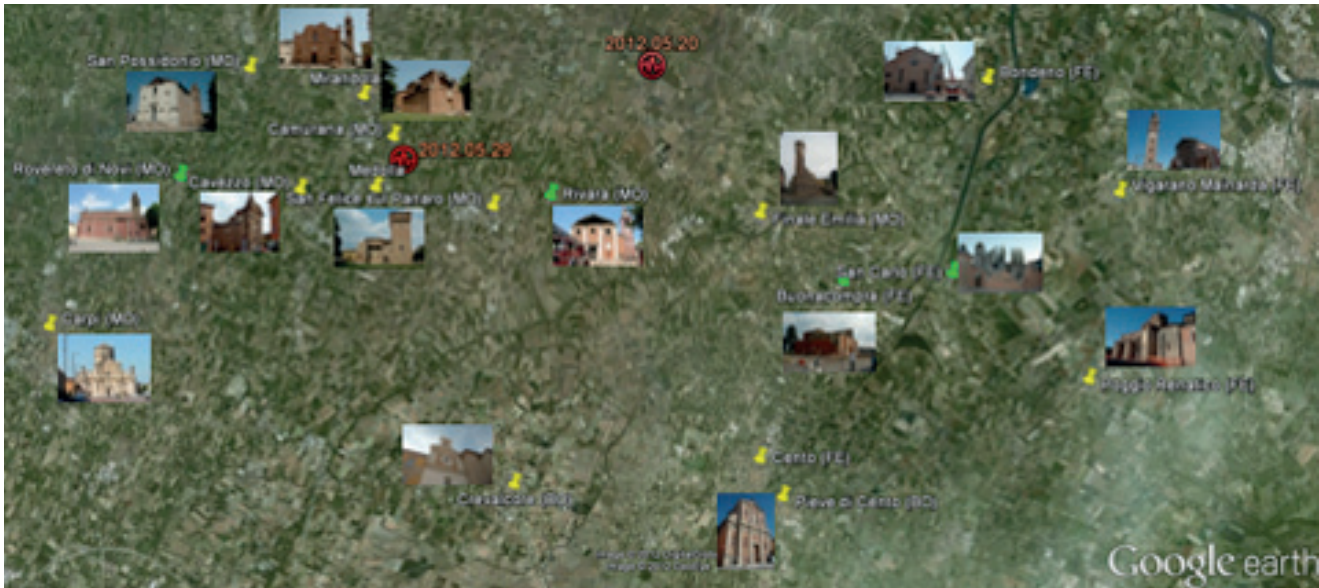 2012.05.20
San Possidonio (MO)
Mirandola
Bondeno (FE)
Camurana (MO)
2012.05.29
Medolla
Rovereto di Novi (MO)
Cavezzo (MO)
San Felice sul Panaro (MO)
Rivara (MO)
Vigarano Mainarda (FE)
Finale Emilia (MO)
San Carlo (FE)
Buonacompra (FE)
Carpi (MO)
Poggio Renatico (FE)
Cento (FE)
(BO)
Pieve di Cento (BO)
Google earth